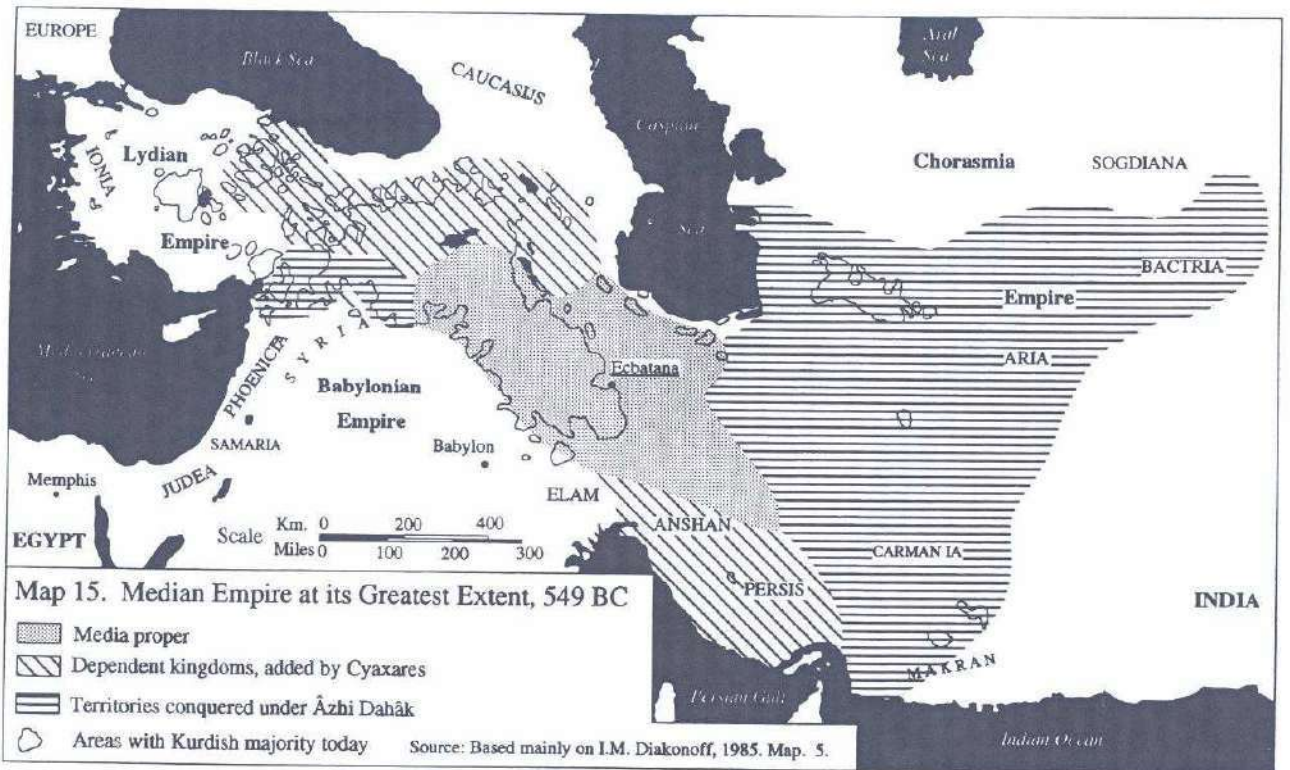 EUROPE
Black Sea
CAUCASUS
Aral
Sea
Caspian
Sea
Lydian
Empire
IONIA
Chorasmia
SOGDIANA
BACTRIA
Empire
ARIA
Mediterranean
PHOENICIA
SYRIA
Ecbatana
Babylonian
Empire
Babylon
SAMARIA
JUDEA
Memphis
EGYPT
ELAM
ANSHAN
PERSIS
CARMANIA
MAKRAN
INDIA
Persian Gulf
Indian Ocean
Scale
Km. 0 200 400
Miles 0 100 200 300
Map 15. Median Empire at its Greatest Extent, 549 BC
Media proper
Dependent kingdoms, added by Cyaxares
Territories conquered under Âzhi Dahâk
Areas with Kurdish majority today
Source: Based mainly on I.M. Diakonoff, 1985. Map. 5.